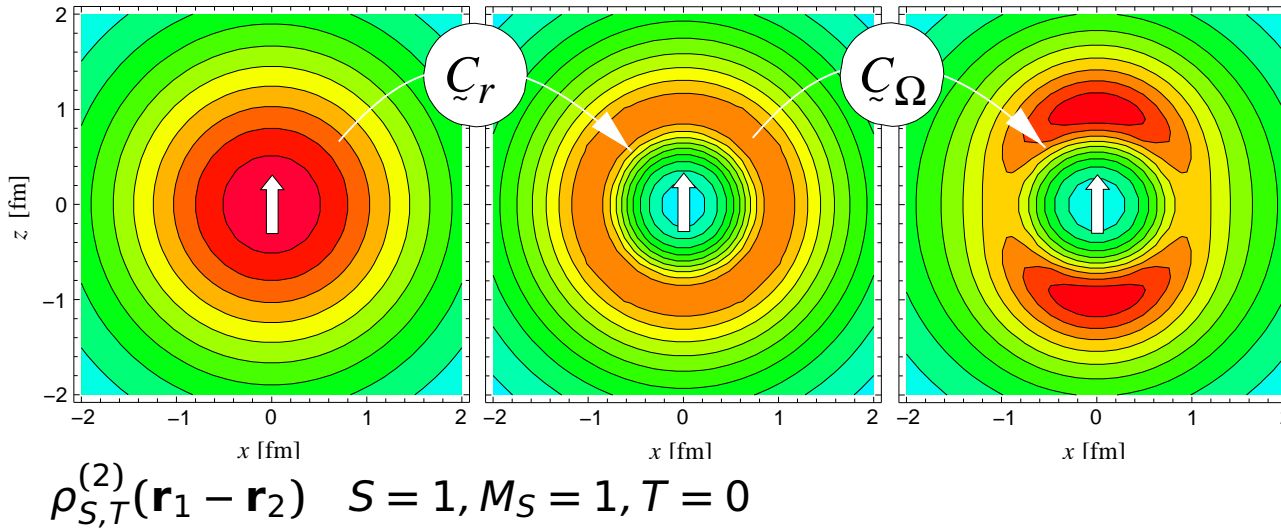 C̰r C̰Ω
2 1 0 −1 −2
z [fm]
−2 −1 0 1 2 −2 −1 0 1 2 −2 −1 0 1 2
x [fm] x [fm] x [fm]
ρ(2)S,T(r1 − r2) S = 1, MS = 1, T = 0